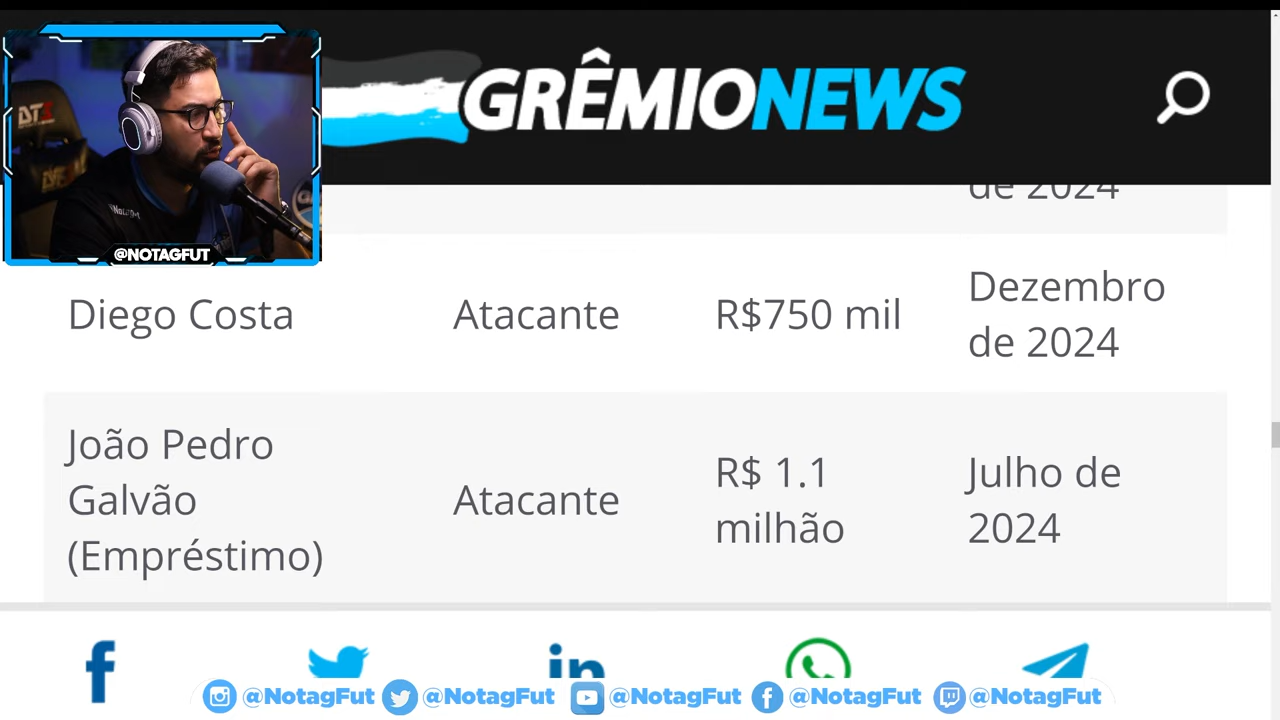 GRÊMIONEWS
@NOTAGFUT
de 2024
Diego Costa
Atacante
R$750 mil
Dezembro
de 2024
João Pedro
Galvão
(Empréstimo)
Atacante
R$ 1.1
milhão
Julho de
2024
@NotagFut @NotagFut @NotagFut @NotagFut @NotagFut